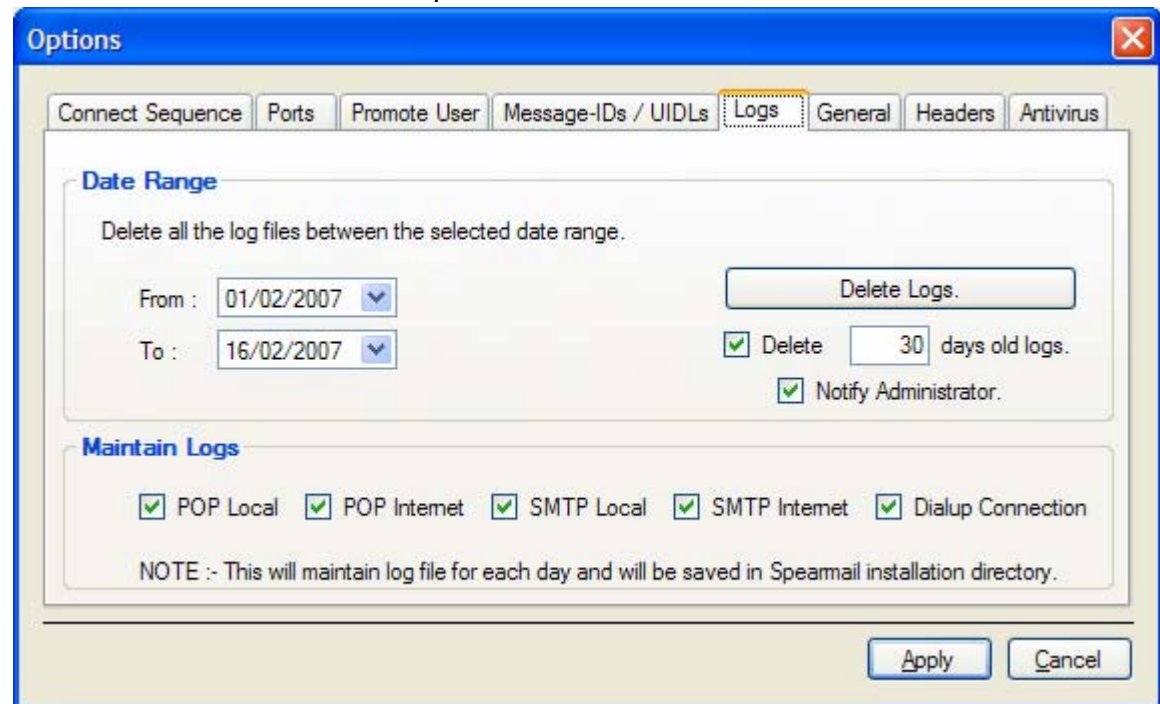 Options
Connect Sequence Ports Promote User Message-IDs / UIDLs Logs General Headers Antivirus
Date Range
Delete all the log files between the selected date range.
From : 01/02/2007
Delete Logs.
To : 16/02/2007
Delete 30 days old logs.
Notify Administrator.
Maintain Logs
POP Local POP Internet SMTP Local SMTP Internet Dialup Connection
NOTE :- This will maintain log file for each day and will be saved in Spearmail installation directory.
Apply Cancel